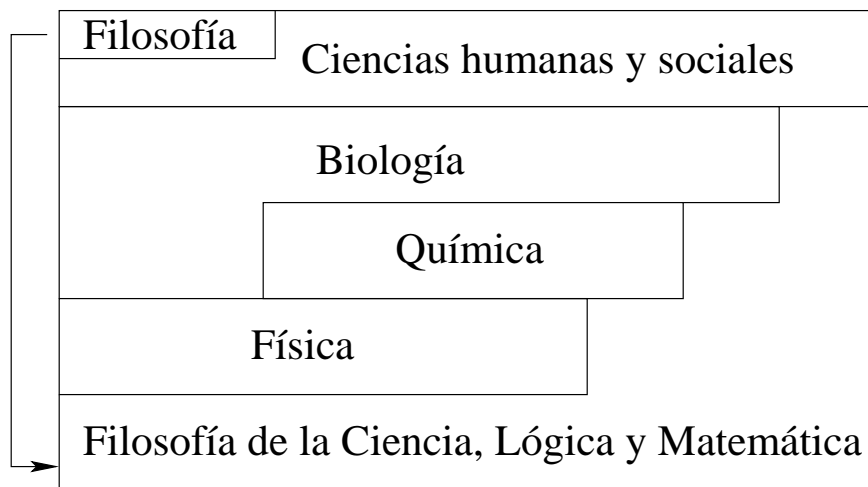 Filosofía
Ciencias humanas y sociales
Biología
Química
Física
Filosofía de la Ciencia, Lógica y Matemática